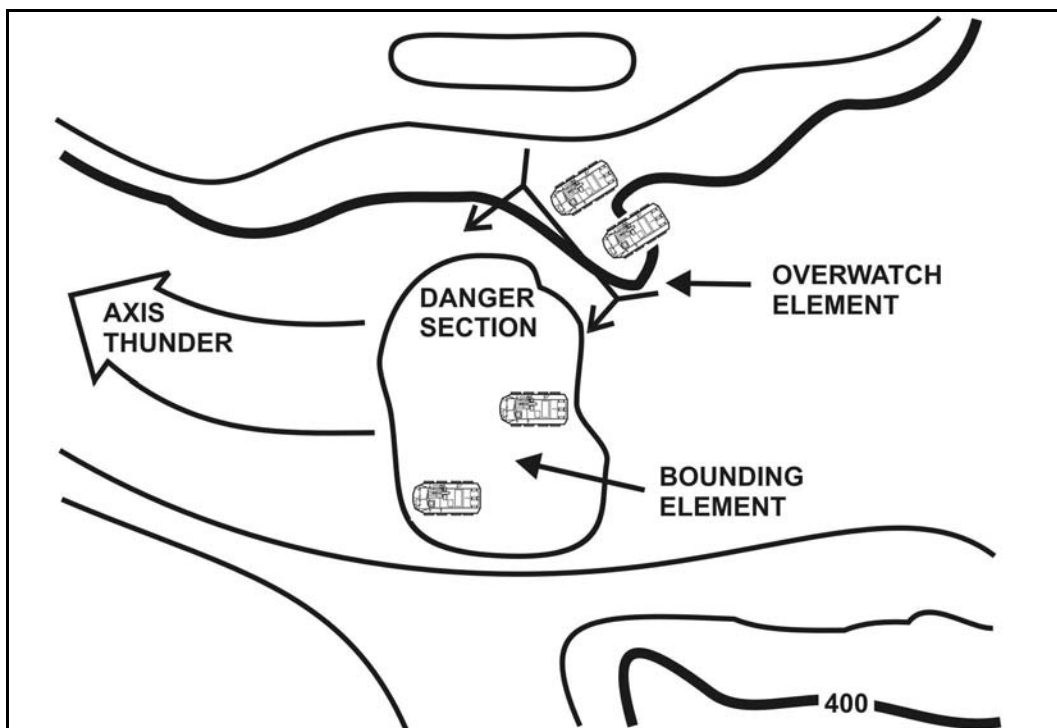 OVERWATCH
ELEMENT
DANGER
SECTION
AXIS
THUNDER
BOUNDING
ELEMENT
400